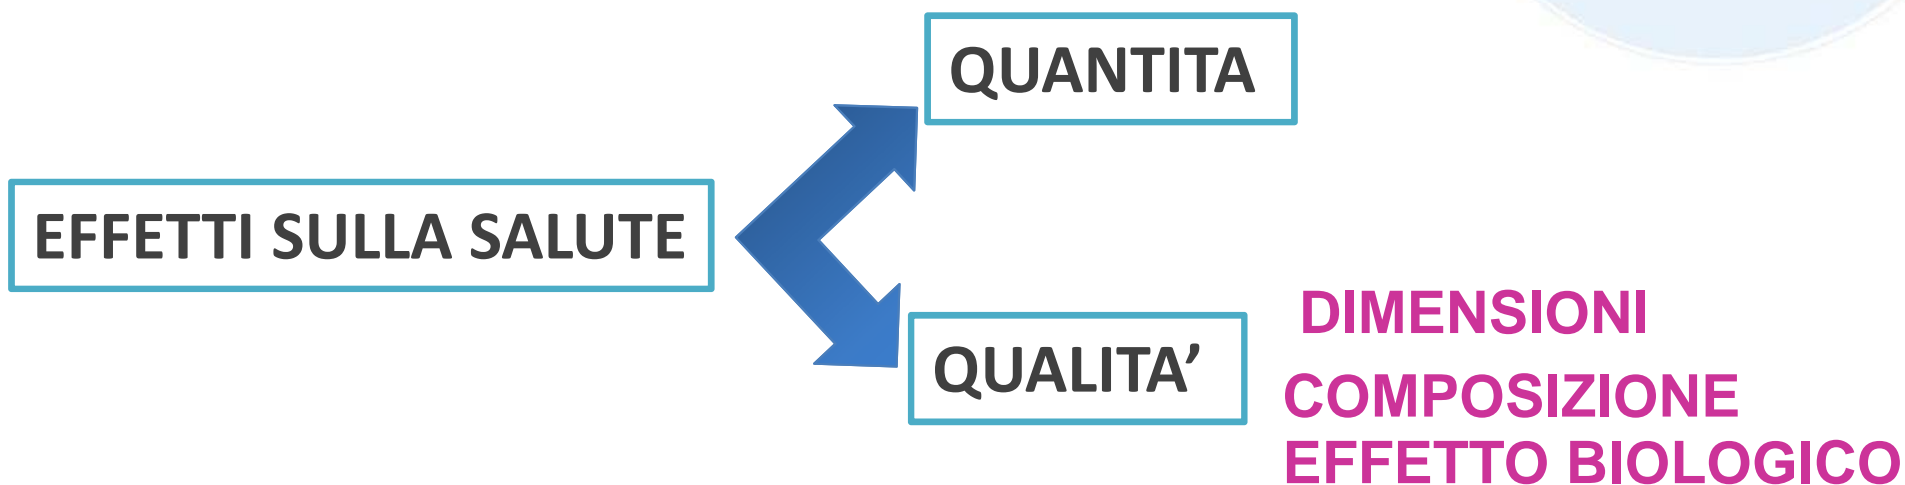 QUANTITA
EFFETTI SULLA SALUTE
QUALITA’
DIMENSIONI
COMPOSIZIONE
EFFETTO BIOLOGICO